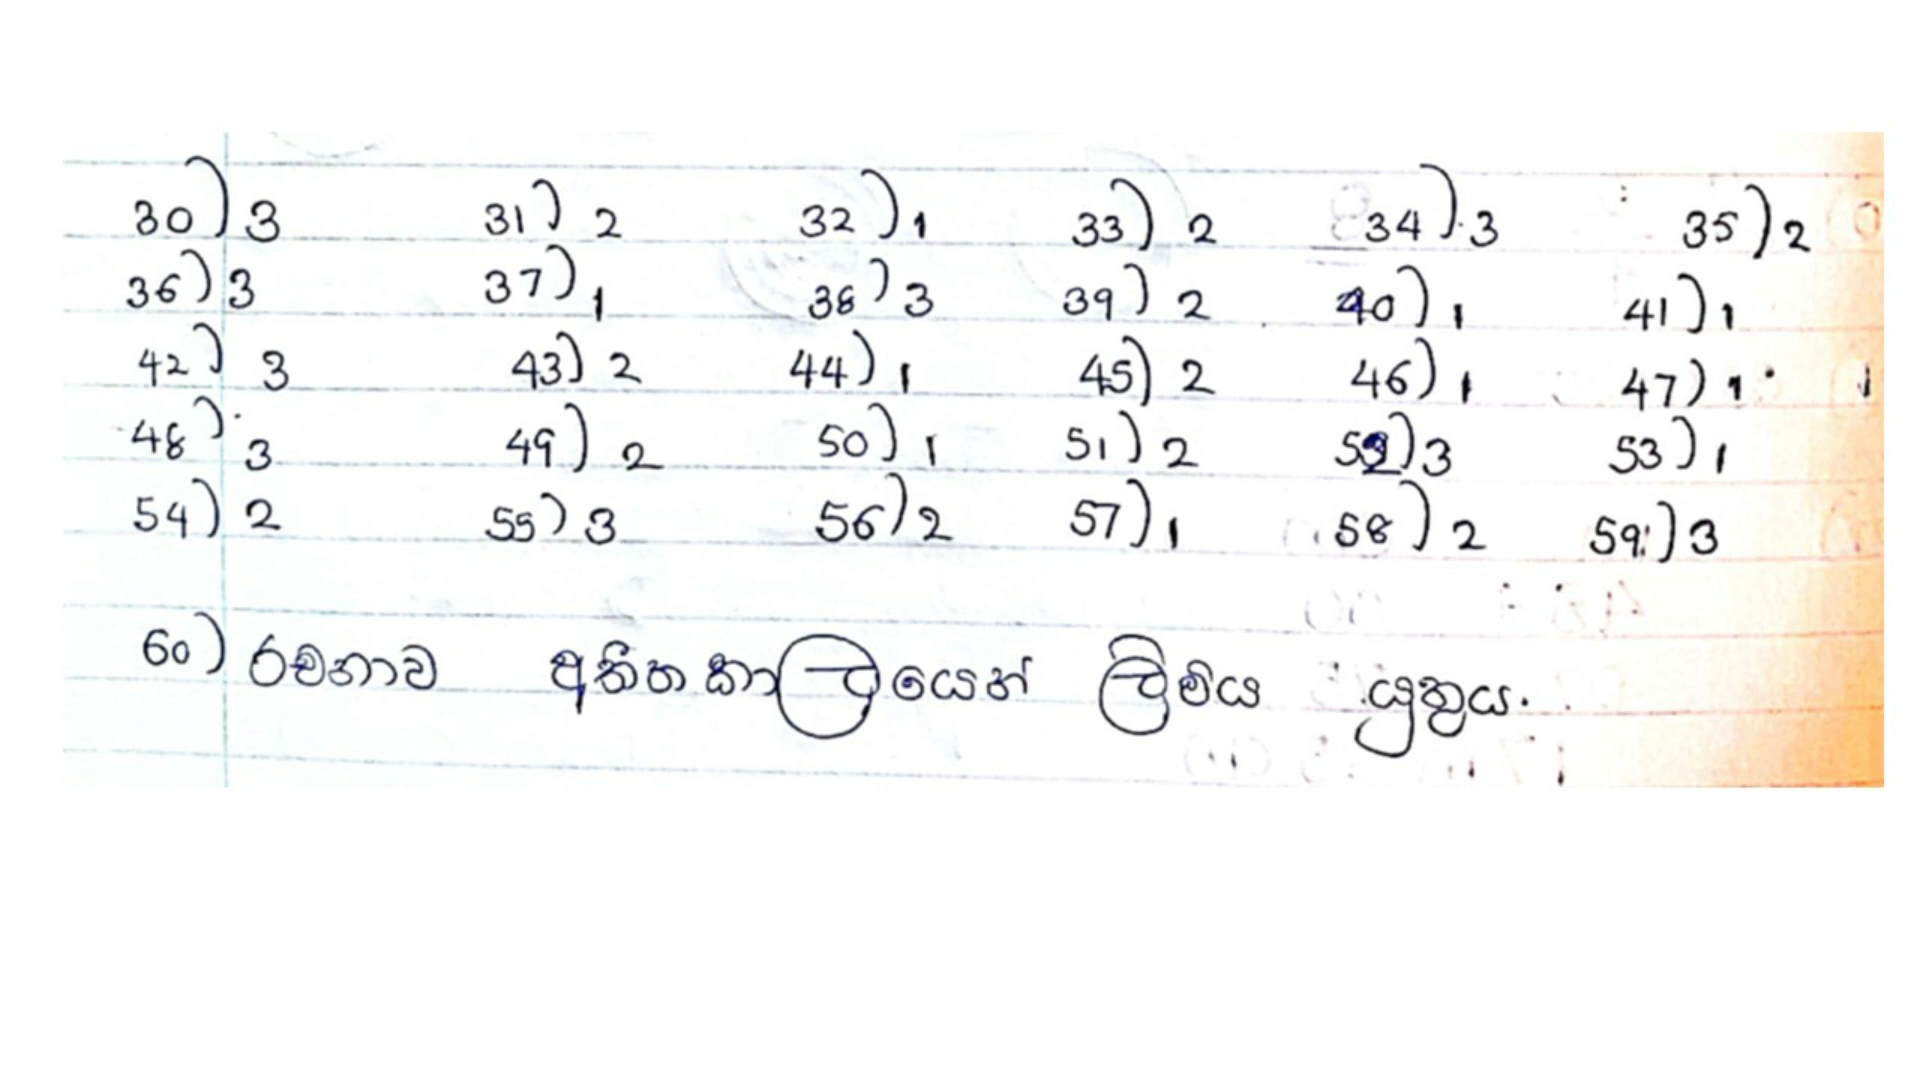 30) 3 31) 2 32) 1 33) 2 34) 3 35) 2
36) 3 37) 1 38) 3 39) 2 40) 1 41) 1
42) 3 43) 2 44) 1 45) 2 46) 1 47) 1
48) 3 49) 2 50) 1 51) 2 52) 3 53) 1
54) 2 55) 3 56) 2 57) 1 58) 2 59) 3
60) රචනාව අතීත කාලයෙන් ලිවිය යුතුය.